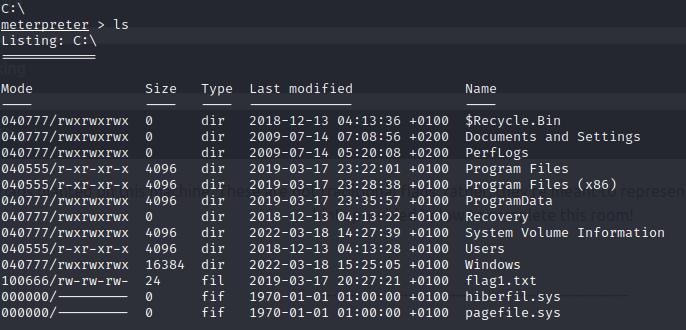 C:\
meterpreter > ls
Listing: C:\
============
Mode Size Type Last modified Name
---- ---- ---- ------------- ----
040777/rwxrwxrwx 0 dir 2018-12-13 04:13:36 +0100 $Recycle.Bin
040777/rwxrwxrwx 0 dir 2009-07-14 07:08:56 +0200 Documents and Settings
040777/rwxrwxrwx 0 dir 2009-07-14 05:20:08 +0200 PerfLogs
040555/r-xr-xr-x 4096 dir 2019-03-17 23:22:01 +0100 Program Files
040555/r-xr-xr-x 4096 dir 2019-03-17 23:28:38 +0100 Program Files (x86)
040777/rwxrwxrwx 4096 dir 2019-03-17 23:35:57 +0100 ProgramData
040777/rwxrwxrwx 0 dir 2018-12-13 04:13:22 +0100 Recovery
040777/rwxrwxrwx 4096 dir 2022-03-18 14:27:39 +0100 System Volume Information
040555/r-xr-xr-x 4096 dir 2018-12-13 04:13:28 +0100 Users
040777/rwxrwxrwx 16384 dir 2022-03-18 15:25:05 +0100 Windows
100666/rw-rw-rw- 24 fil 2019-03-17 20:27:21 +0100 flag1.txt
000000/--------- 0 fif 1970-01-01 01:00:00 +0100 hiberfil.sys
000000/--------- 0 fif 1970-01-01 01:00:00 +0100 pagefile.sys
meant to represen
this room!